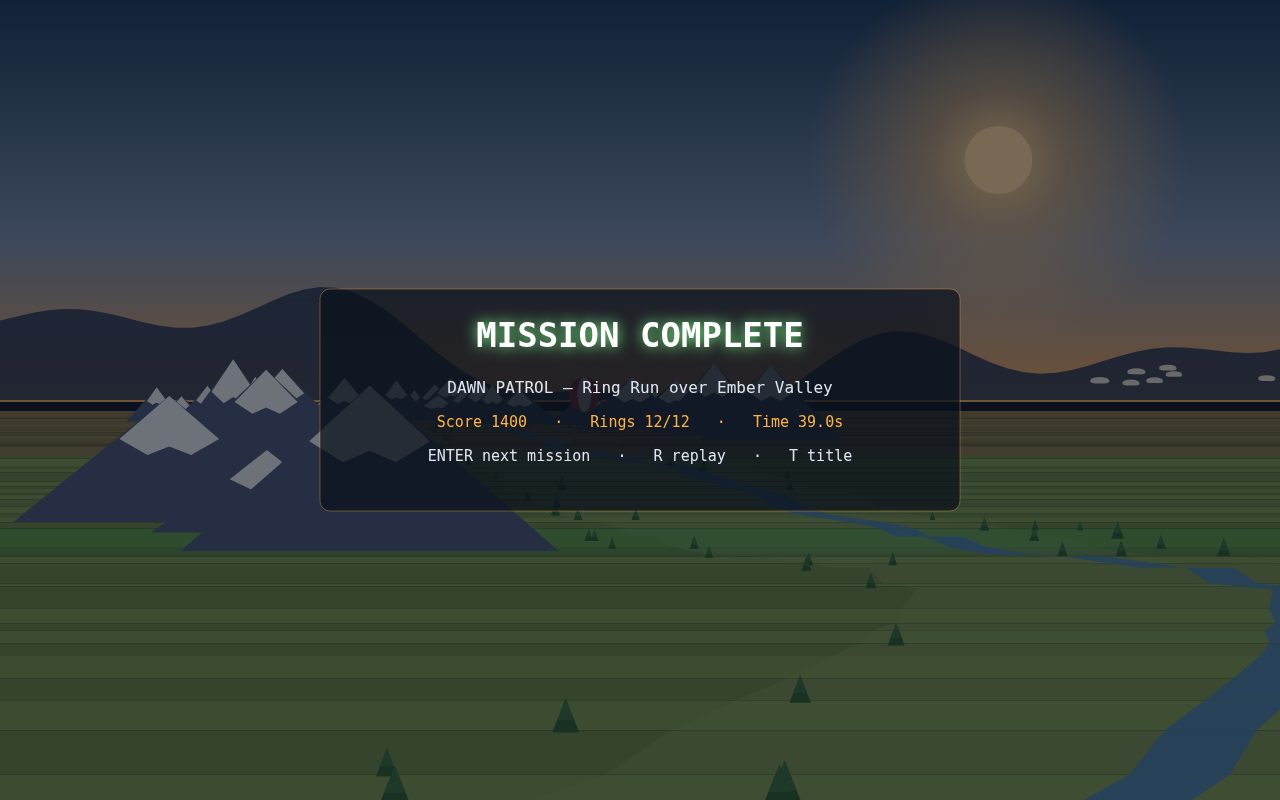 MISSION COMPLETE
DAWN PATROL — Ring Run over Ember Valley
Score 1400 · Rings 12/12 · Time 39.0s
ENTER next mission · R replay · T title